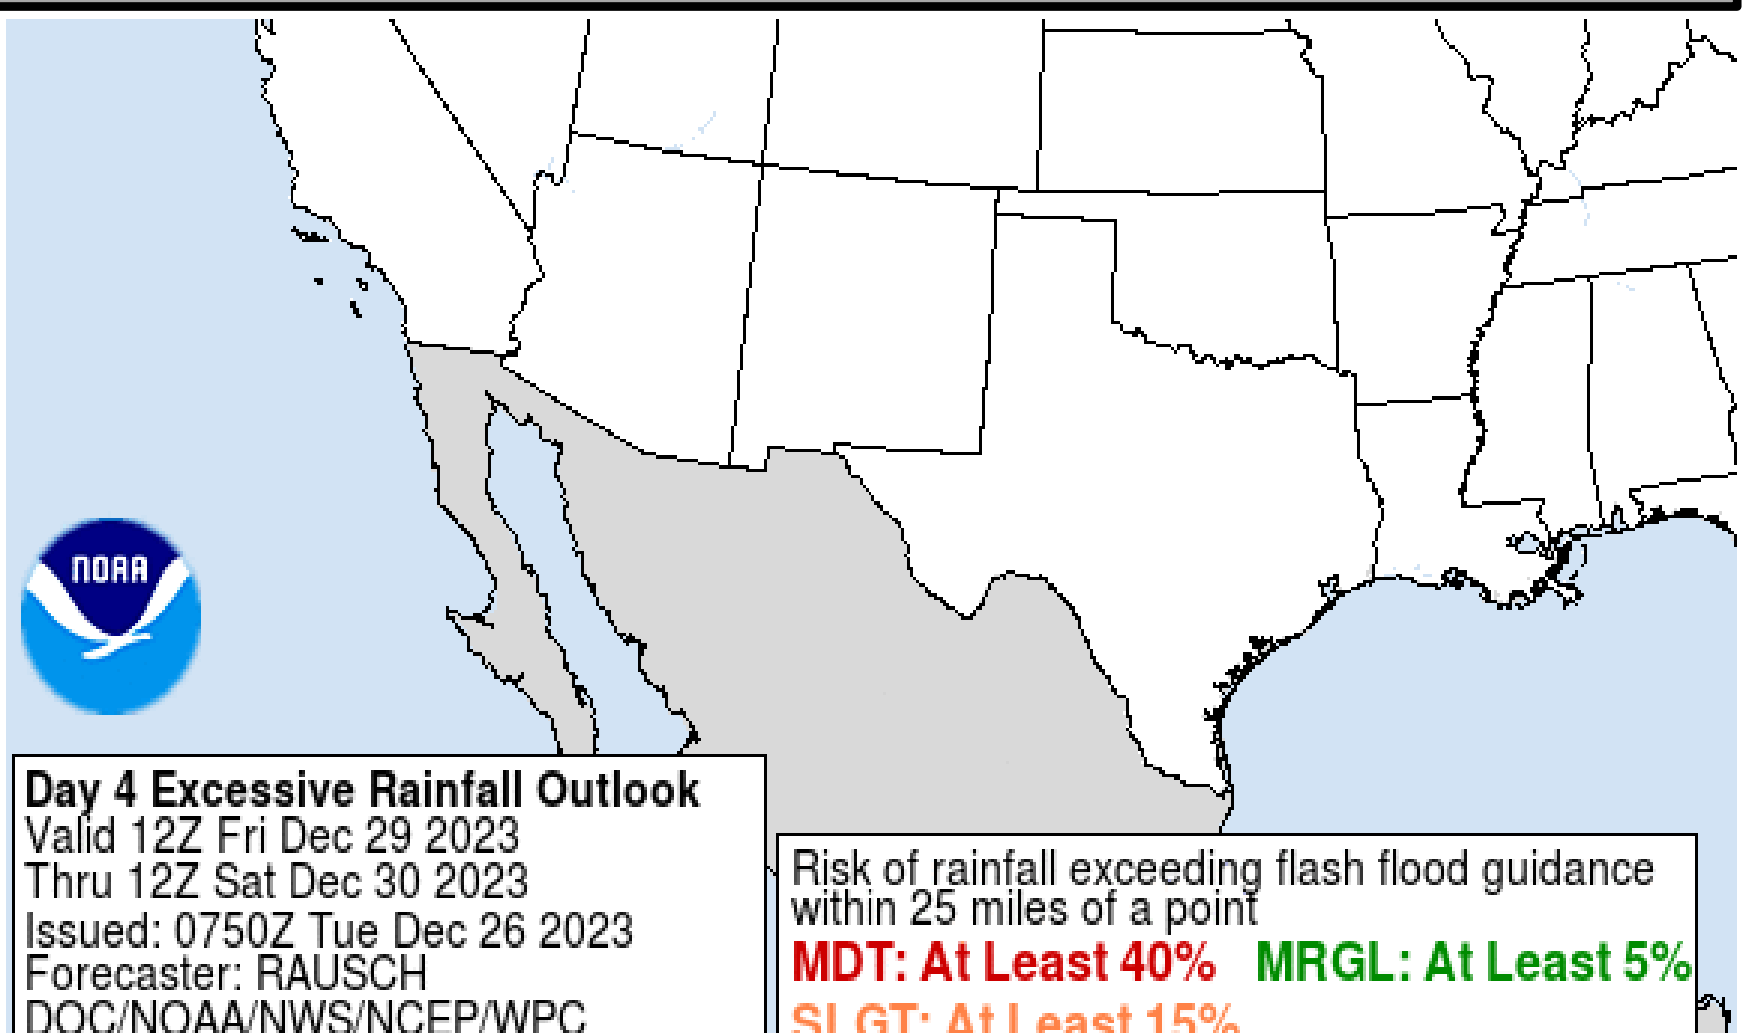 NOAA
Day 4 Excessive Rainfall Outlook
Valid 12Z Fri Dec 29 2023
Thru 12Z Sat Dec 30 2023
Issued: 0750Z Tue Dec 26 2023
Forecaster: RAUSCH
DOC/NOAA/NWS/NCEP/WPC
Risk of rainfall exceeding flash flood guidance
within 25 miles of a point
MDT: At Least 40% MRGL: At Least 5%
SLGT: At Least 15%